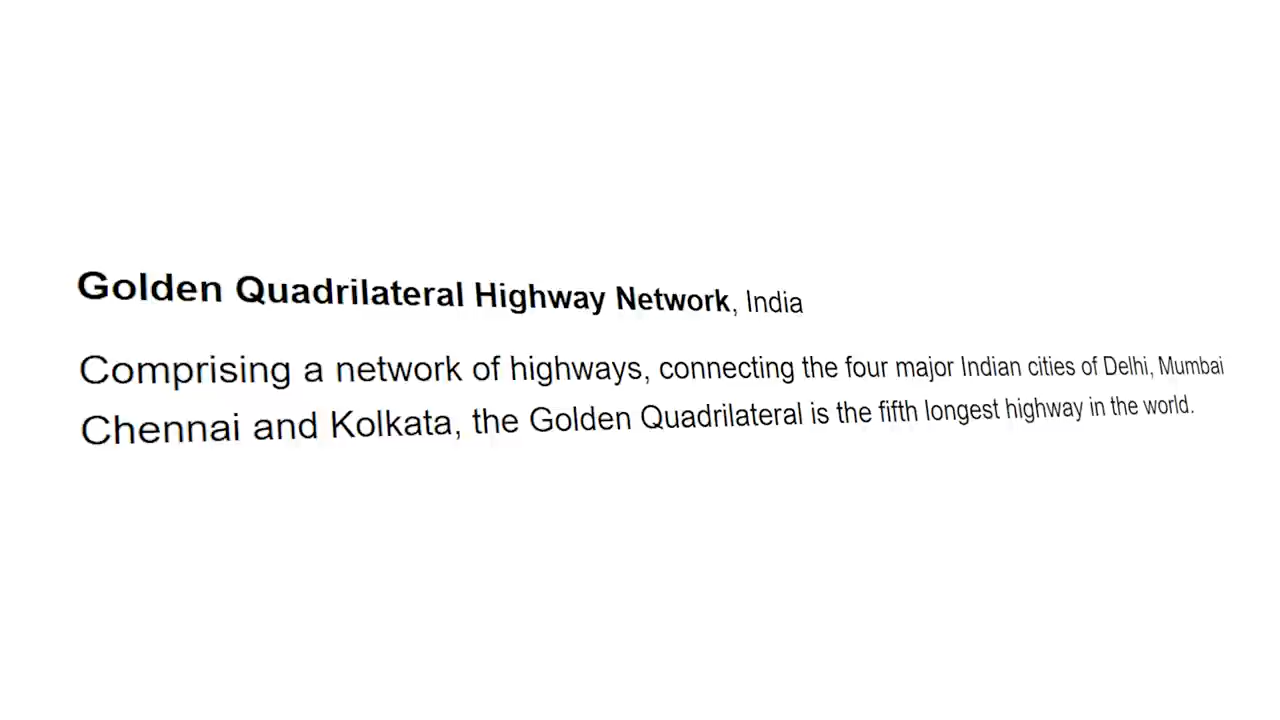 Golden Quadrilateral Highway Network, India
Comprising a network of highways, connecting the four major Indian cities of Delhi, Mumbai
Chennai and Kolkata, the Golden Quadrilateral is the fifth longest highway in the world.